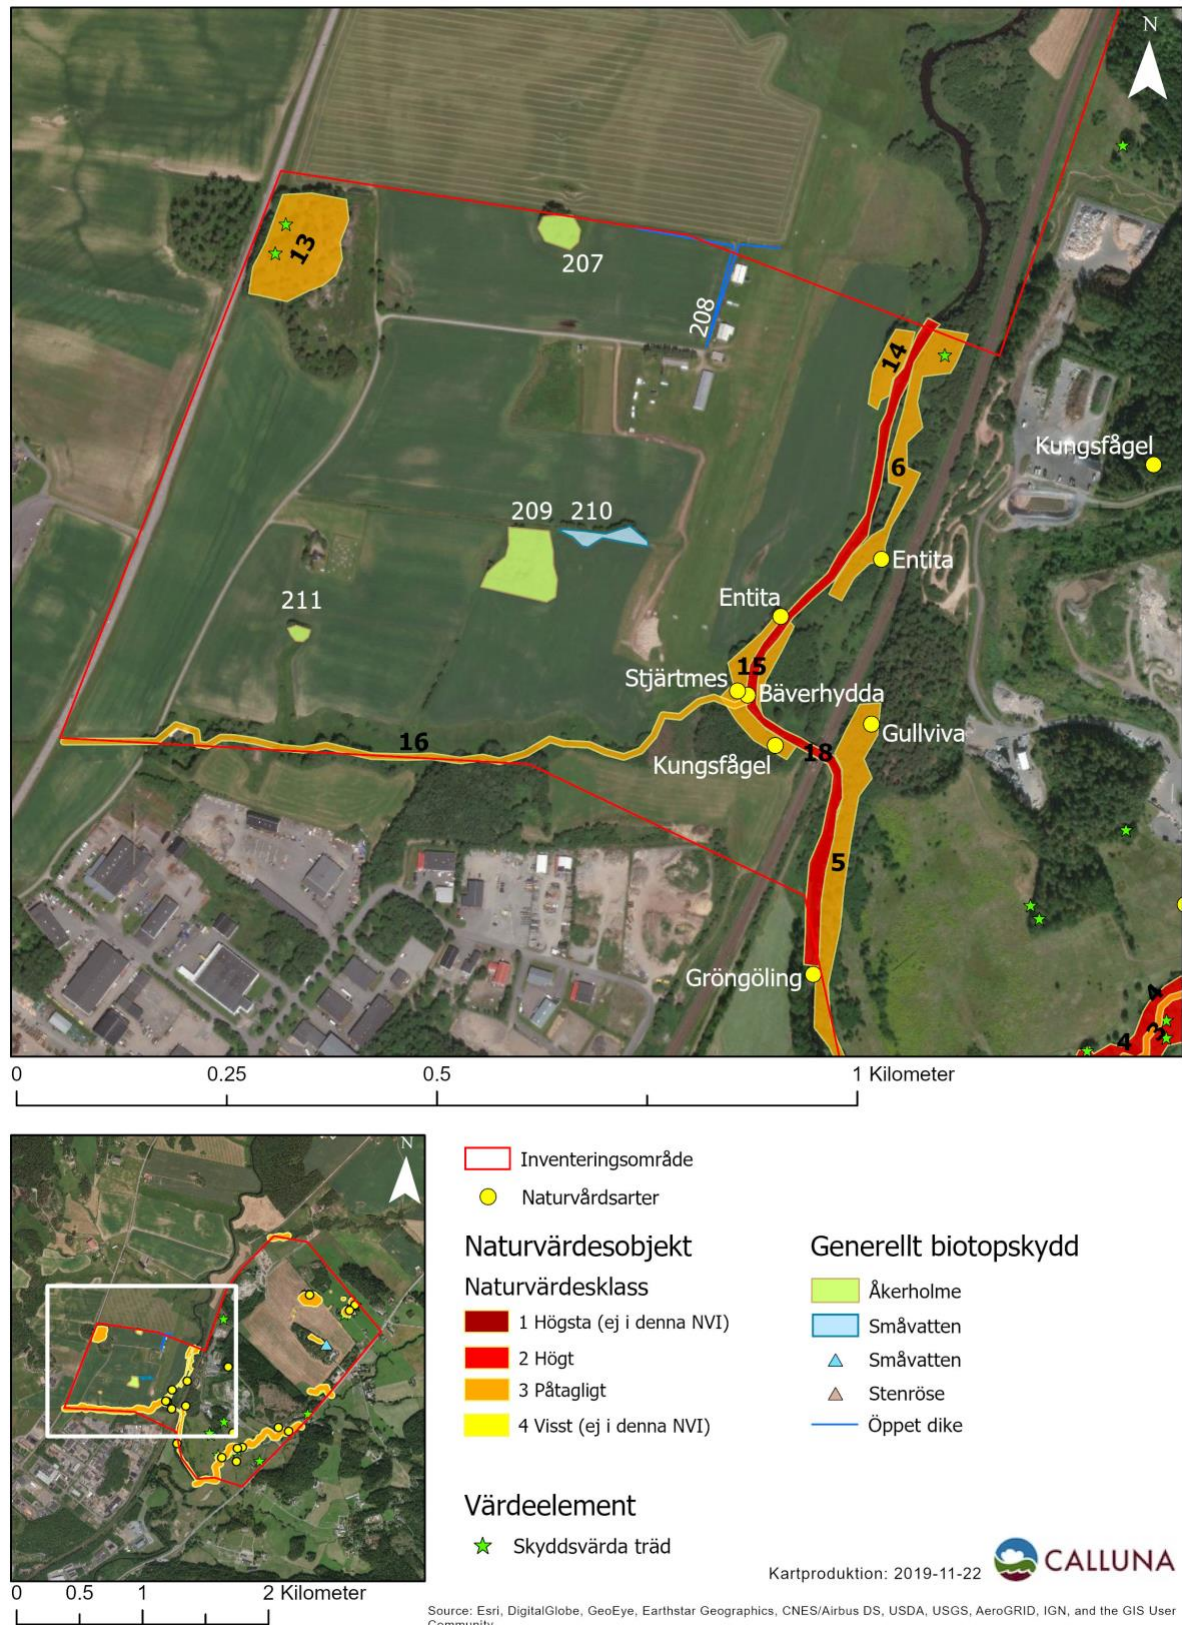 N
13
207
208
14
Kungsfågel
6
209 210
Entita
211
Entita
15
Stjärtmes
Bäverhydda
Gullviva
16
18
Kungsfågel
5
Gröngöling
4
4
3
0 0.25 0.5 1 Kilometer
N
Inventeringsområde
Naturvårdsarter
Naturvärdesobjekt
Naturvärdesklass
1 Högsta (ej i denna NVI)
2 Högt
3 Påtagligt
4 Visst (ej i denna NVI)
Generellt biotopskydd
Åkerholme
Småvatten
Småvatten
Stenröse
Öppet dike
Värdeelement
Skyddsvärda träd
Kartproduktion: 2019-11-22
CALLUNA
0 0.5 1 2 Kilometer
Source: Esri, DigitalGlobe, GeoEye, Earthstar Geographics, CNES/Airbus DS, USDA, USGS, AeroGRID, IGN, and the GIS User
Community